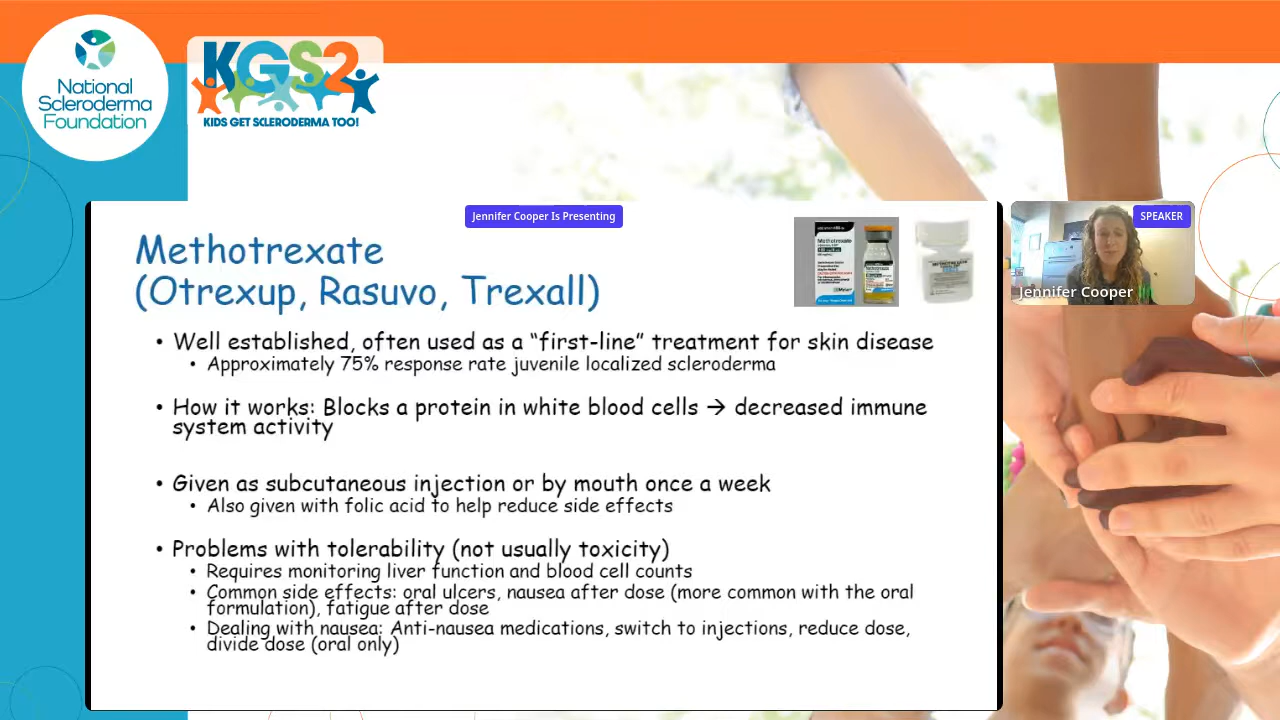 National
Scleroderma
Foundation
KGS2
KIDS GET SCLERODERMA TOO!
Jennifer Cooper Is Presenting
SPEAKER
Jennifer Cooper
Methotrexate
(Otrexup, Rasuvo, Trexall)
Methotrexate
• Well established, often used as a “first-line” treatment for skin disease
• Approximately 75% response rate juvenile localized scleroderma
• How it works: Blocks a protein in white blood cells → decreased immune
system activity
• Given as subcutaneous injection or by mouth once a week
• Also given with folic acid to help reduce side effects
• Problems with tolerability (not usually toxicity)
• Requires monitoring liver function and blood cell counts
• Common side effects: oral ulcers, nausea after dose (more common with the oral
formulation), fatigue after dose
• Dealing with nausea: Anti-nausea medications, switch to injections, reduce dose,
divide dose (oral only)